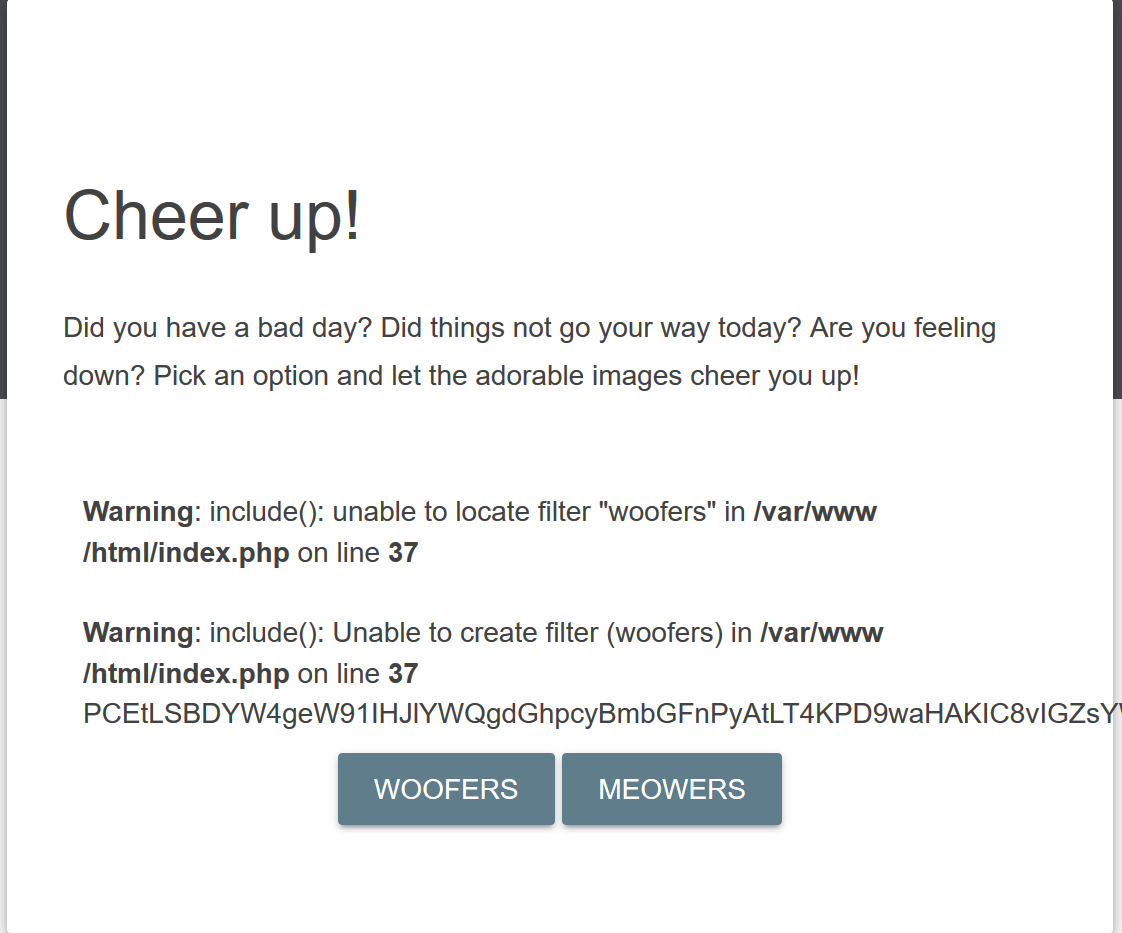 Cheer up!
Did you have a bad day? Did things not go your way today? Are you feeling
down? Pick an option and let the adorable images cheer you up!
Warning: include(): unable to locate filter "woofers" in /var/www
/html/index.php on line 37
Warning: include(): Unable to create filter (woofers) in /var/www
/html/index.php on line 37
PCEtLSBDYW4geW91IHJlYWQgdGhpcyBmbGFnPyAtLT4KPD9waHAKIC8vIGZsYW
WOOFERS MEOWERS